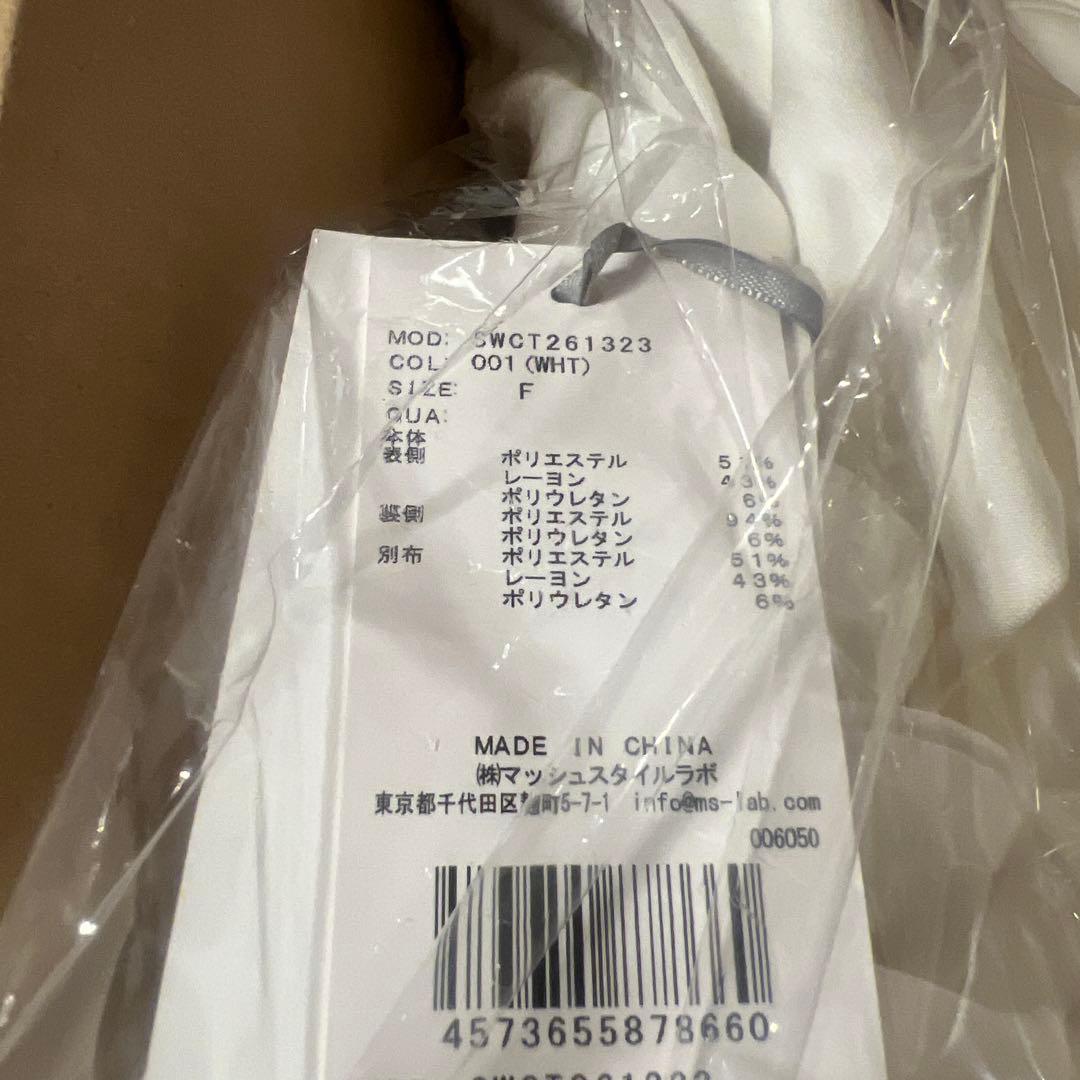 MOD: SWCT261323
COL: 001(WHT)
SIZE: F
QUA:
本体
表側 ポリエステル 51%
レーヨン 43%
ポリウレタン 6%
裏側 ポリエステル 94%
ポリウレタン 6%
別布 ポリエステル 51%
レーヨン 43%
ポリウレタン 6%
MADE IN CHINA
㈱マッシュスタイルラボ
東京都千代田区麹町5-7-1 info@ms-lab.com
006050
4573655878660